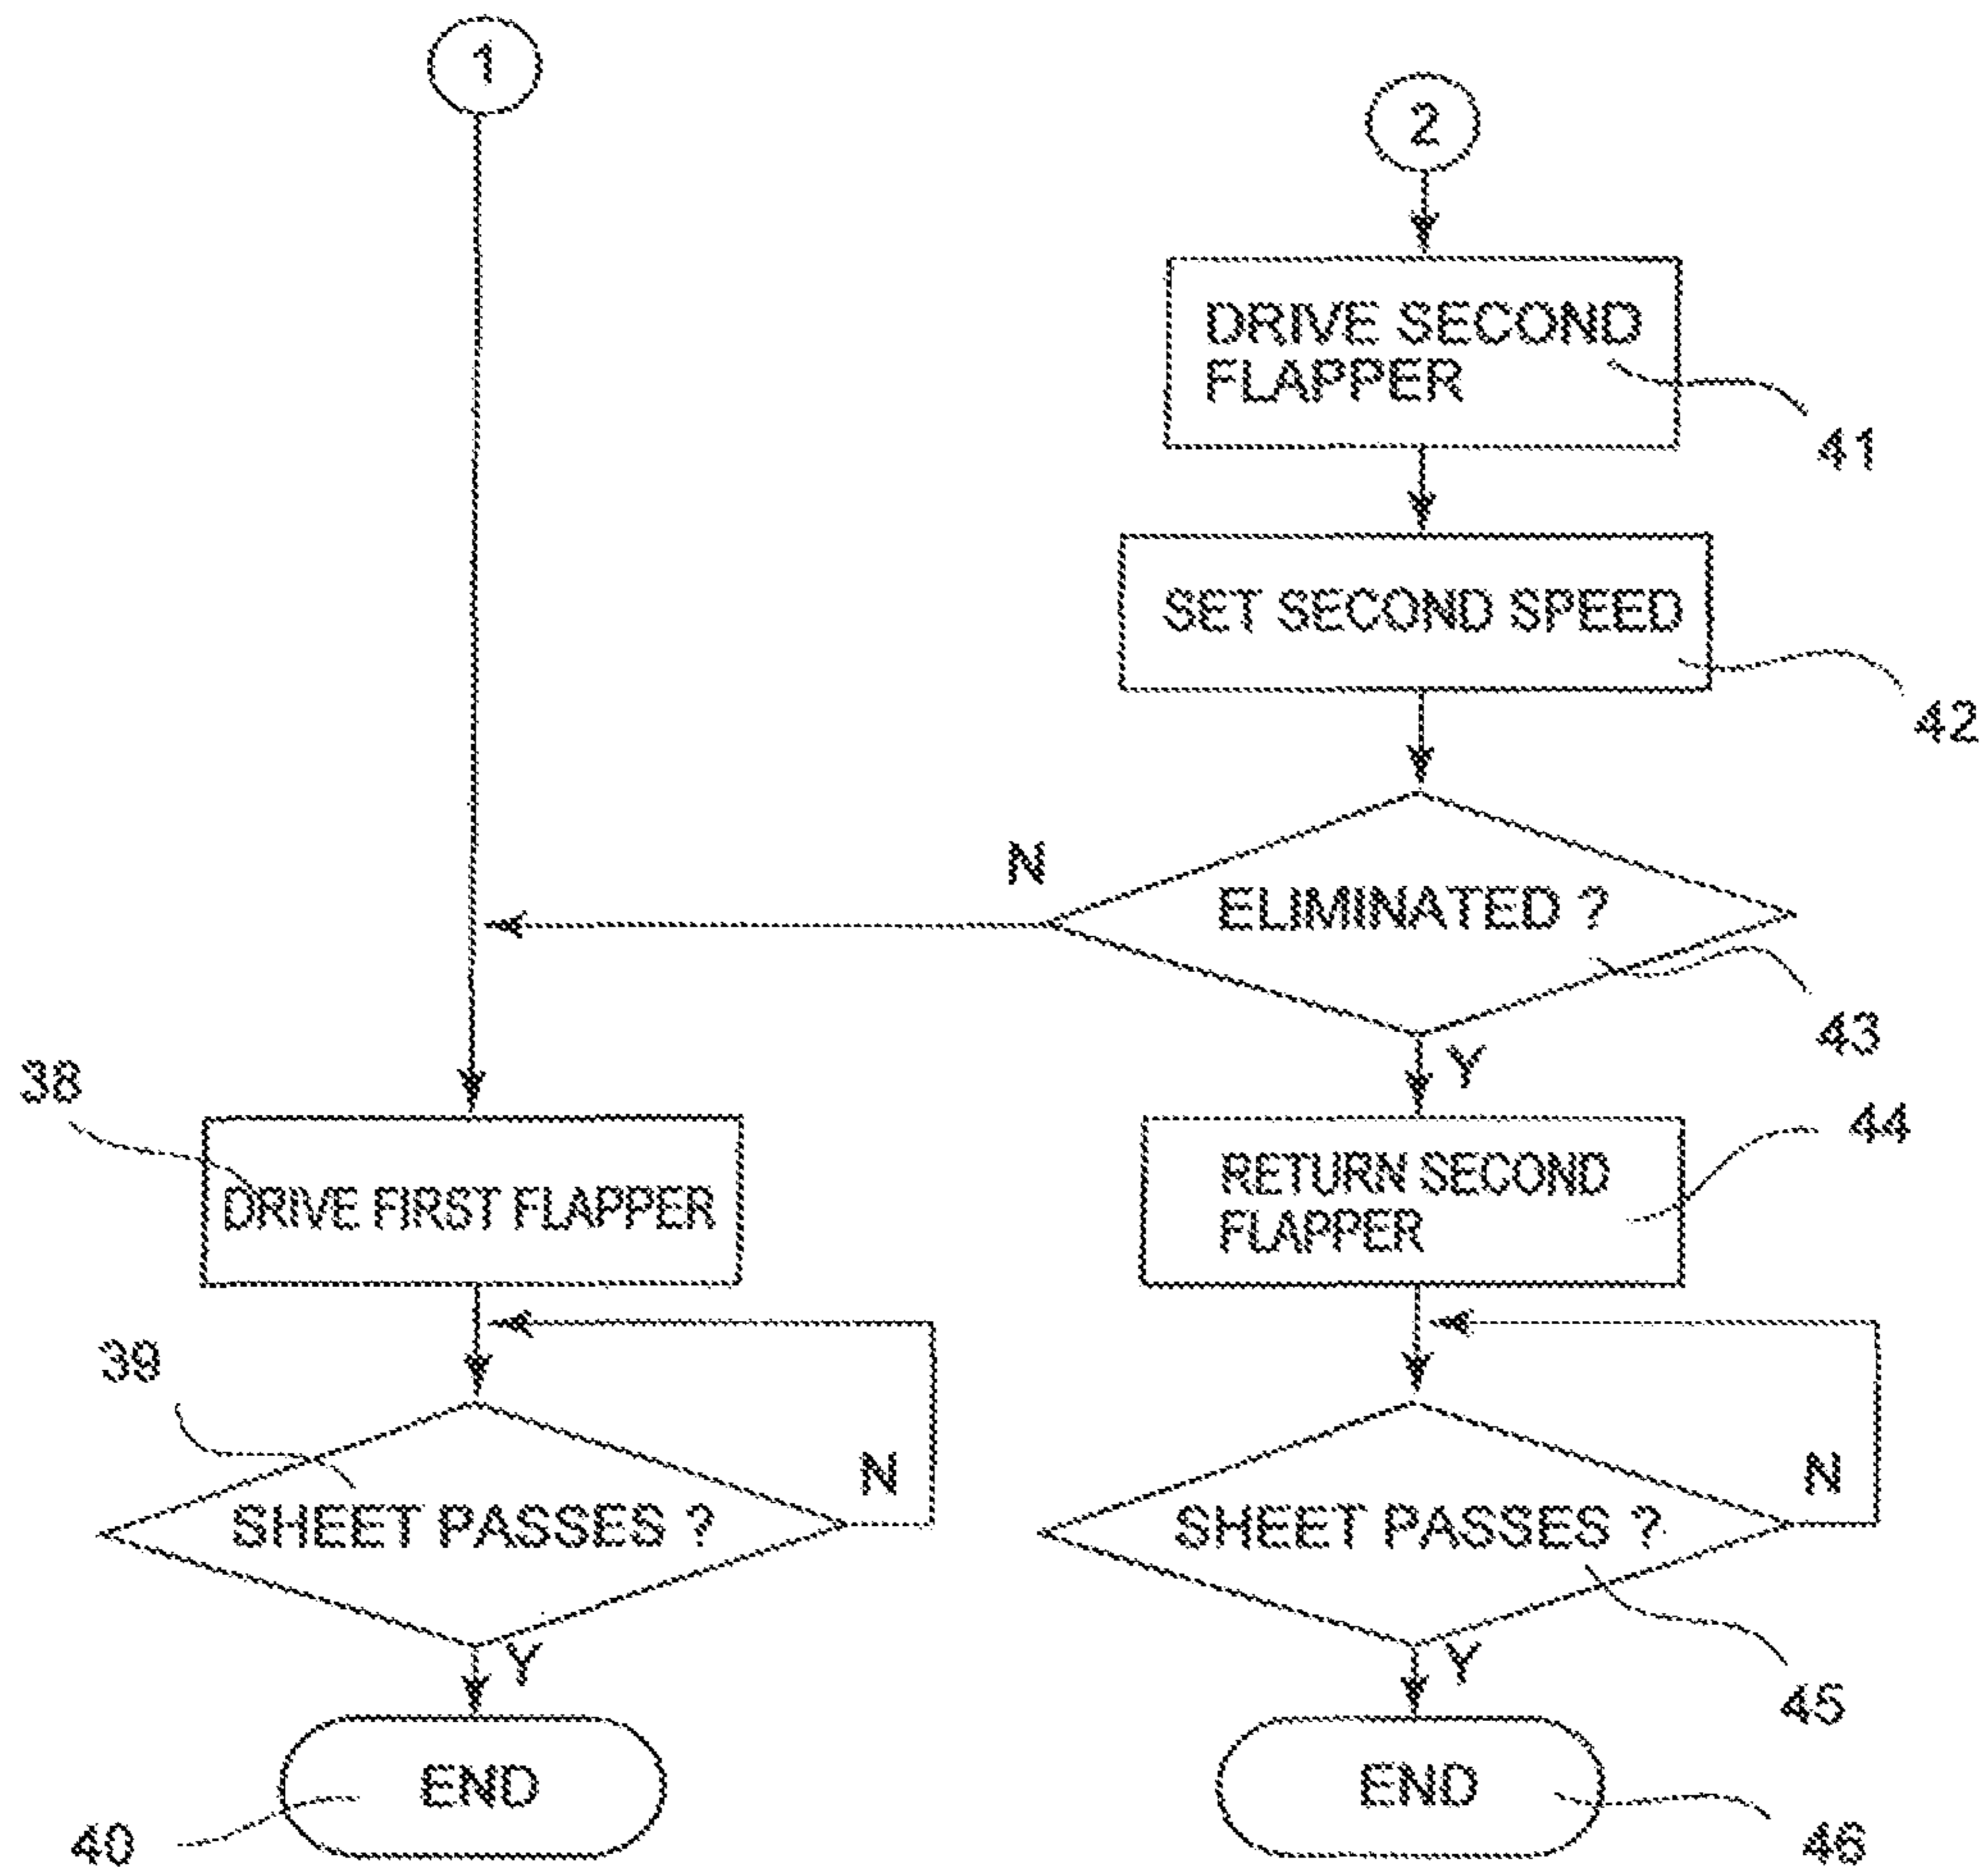 1
2
DRIVE SECOND
FLAPPER
41
SET SECOND SPEED
42
N
ELIMINATED ?
43
Y
38
DRIVE FIRST FLAPPER
RETURN SECOND
FLAPPER
44
39
N
SHEET PASSES ?
Y
N
SHEET PASSES ?
45
Y
END
40
END
46